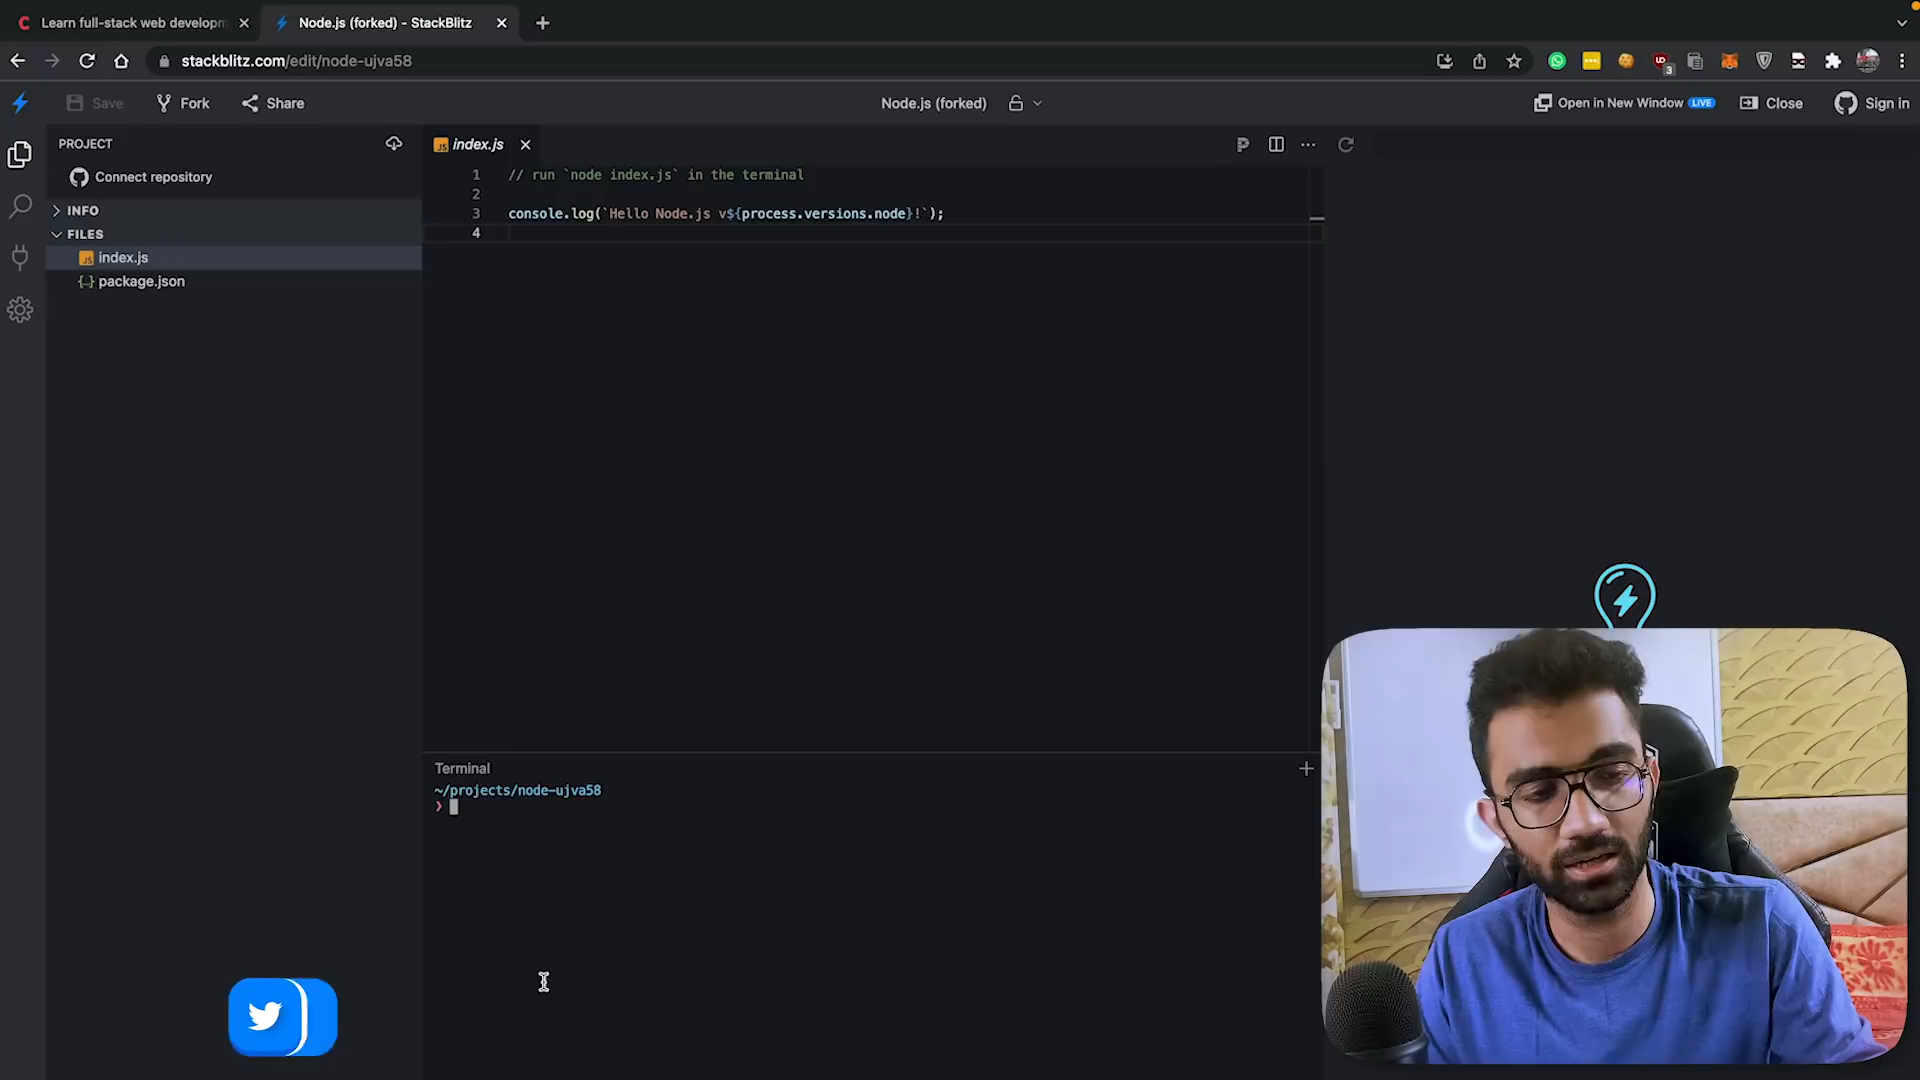 Learn full-stack web developm
Node.js (forked) - StackBlitz
stackblitz.com/edit/node-ujva58
3
Save
Fork
Share
Node.js (forked)
Open in New Window LIVE
Close
Sign in
PROJECT
Connect repository
INFO
FILES
JS index.js
{..} package.json
JS index.js
1 // run `node index.js` in the terminal
2
3 console.log(`Hello Node.js v${process.versions.node}!`);
4
Terminal
~/projects/node-ujva58
❯